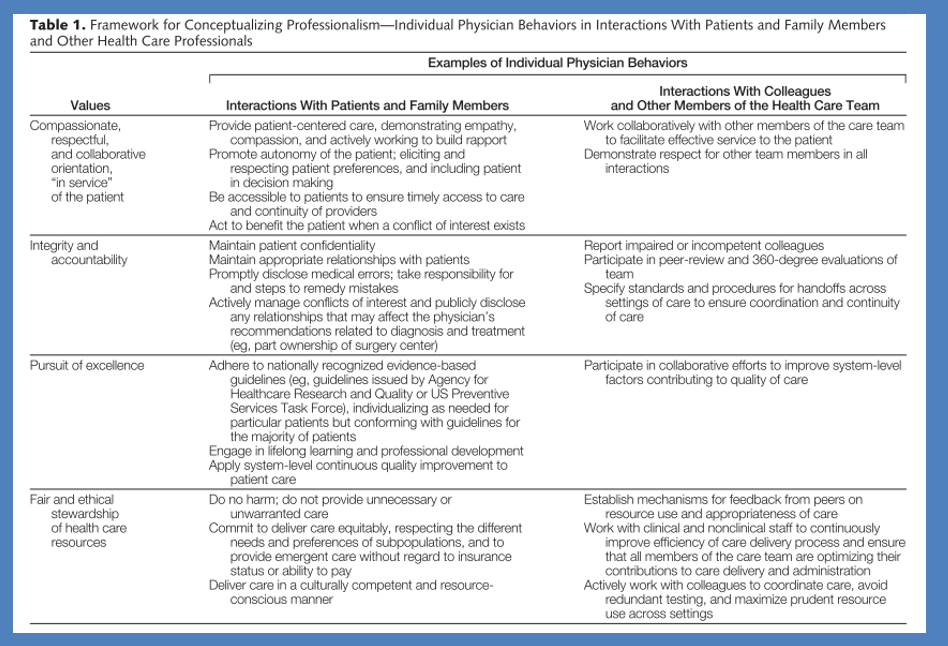 Table 1. Framework for Conceptualizing Professionalism—Individual Physician Behaviors in Interactions With Patients and Family Members
and Other Health Care Professionals
Examples of Individual Physician Behaviors
Values
Interactions With Patients and Family Members
Interactions With Colleagues
and Other Members of the Health Care Team
Compassionate,
respectful,
and collaborative
orientation,
“in service”
of the patient
Provide patient-centered care, demonstrating empathy,
compassion, and actively working to build rapport
Promote autonomy of the patient; eliciting and
respecting patient preferences, and including patient
in decision making
Be accessible to patients to ensure timely access to care
and continuity of providers
Act to benefit the patient when a conflict of interest exists
Work collaboratively with other members of the care team
to facilitate effective service to the patient
Demonstrate respect for other team members in all
interactions
Integrity and
accountability
Maintain patient confidentiality
Maintain appropriate relationships with patients
Promptly disclose medical errors; take responsibility for
and steps to remedy mistakes
Actively manage conflicts of interest and publicly disclose
any relationships that may affect the physician’s
recommendations related to diagnosis and treatment
(eg, part ownership of surgery center)
Report impaired or incompetent colleagues
Participate in peer-review and 360-degree evaluations of
team
Specify standards and procedures for handoffs across
settings of care to ensure coordination and continuity
of care
Pursuit of excellence
Adhere to nationally recognized evidence-based
guidelines (eg, guidelines issued by Agency for
Healthcare Research and Quality or US Preventive
Services Task Force), individualizing as needed for
particular patients but conforming with guidelines for
the majority of patients
Engage in lifelong learning and professional development
Apply system-level continuous quality improvement to
patient care
Participate in collaborative efforts to improve system-level
factors contributing to quality of care
Fair and ethical
stewardship
of health care
resources
Do no harm; do not provide unnecessary or
unwarranted care
Commit to deliver care equitably, respecting the different
needs and preferences of subpopulations, and to
provide emergent care without regard to insurance
status or ability to pay
Deliver care in a culturally competent and resource-
conscious manner
Establish mechanisms for feedback from peers on
resource use and appropriateness of care
Work with clinical and nonclinical staff to continuously
improve efficiency of care delivery process and ensure
that all members of the care team are optimizing their
contributions to care delivery and administration
Actively work with colleagues to coordinate care, avoid
redundant testing, and maximize prudent resource
use across settings